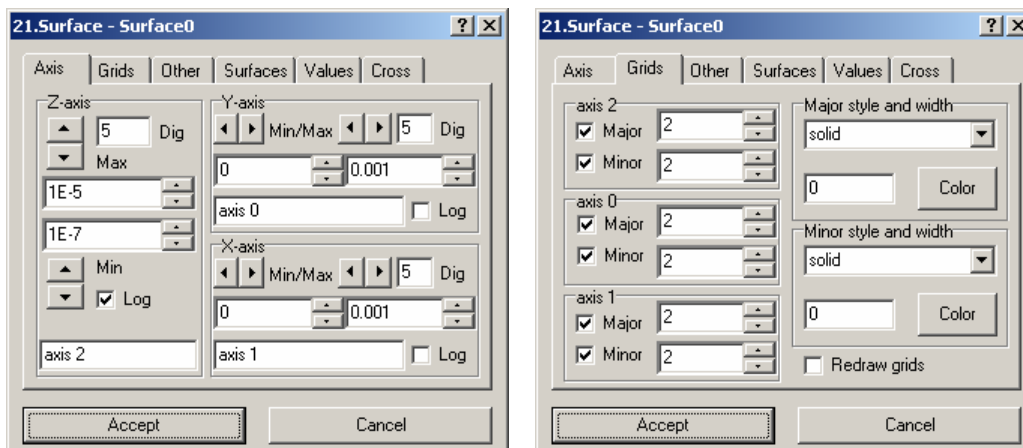 21.Surface - Surface0
Axis Grids Other Surfaces Values Cross
Z-axis
5 Dig
Max
1E-5
1E-7
Min
Log
axis 2
Y-axis
Min/Max 5 Dig
0 0.001
axis 0 Log
X-axis
Min/Max 5 Dig
0 0.001
axis 1 Log
Accept Cancel
21.Surface - Surface0
Axis Grids Other Surfaces Values Cross
axis 2
Major 2
Minor 2
axis 0
Major 2
Minor 2
axis 1
Major 2
Minor 2
Major style and width
solid
0 Color
Minor style and width
solid
0 Color
Redraw grids
Accept Cancel